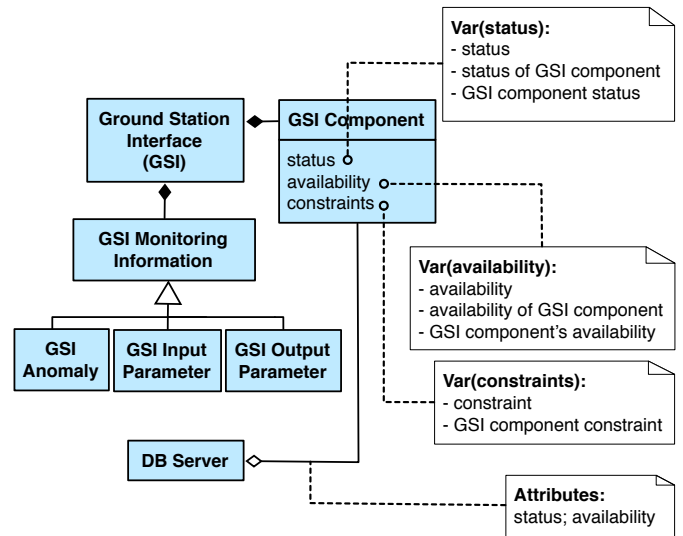 Var(status):
- status
- status of GSI component
- GSI component status
Ground Station
Interface
(GSI)
GSI Component
status
availability
constraints
GSI Monitoring
Information
Var(availability):
- availability
- availability of GSI component
- GSI component's availability
GSI
Anomaly
GSI Input
Parameter
GSI Output
Parameter
Var(constraints):
- constraint
- GSI component constraint
DB Server
Attributes:
status; availability